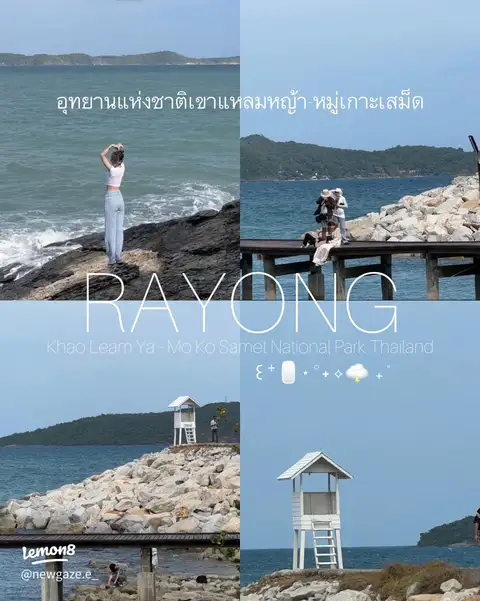 อุทยานแห่งชาติเขาแหลมหญ้า-หมู่เกาะเสม็ด
RAYONG
Khao Leam Ya - Mo Ko Samet National Park Thailand
lemon8
@newgaze.e_